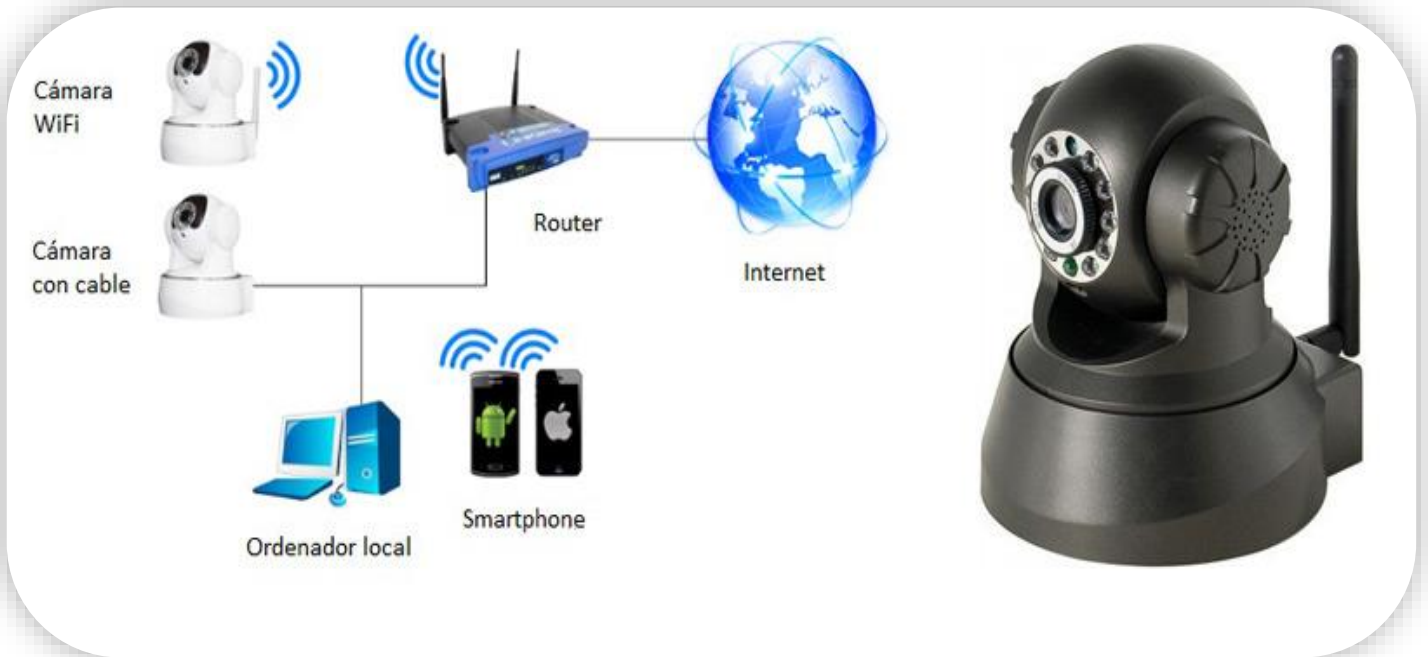 Cámara
WiFi
Router
Cámara
con cable
Internet
Smartphone
Ordenador local